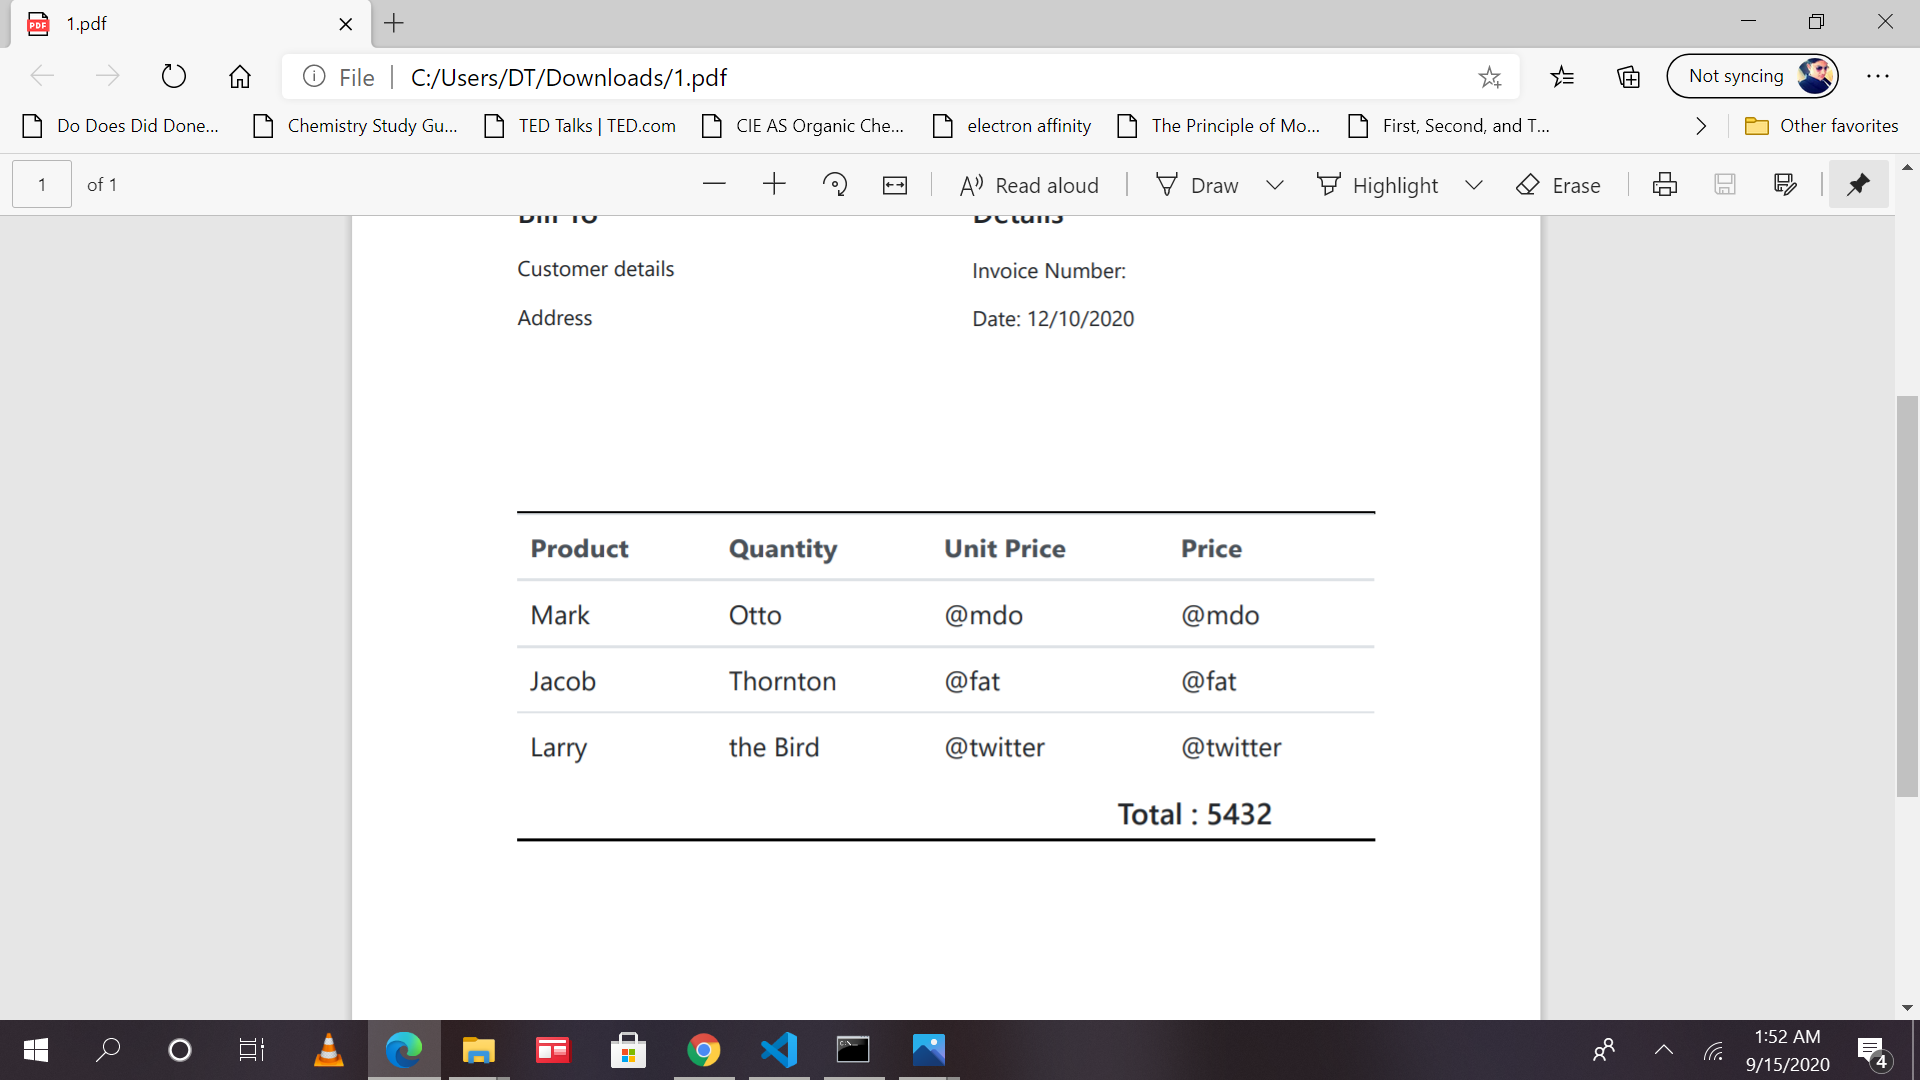 1.pdf
File
C:/Users/DT/Downloads/1.pdf
Not syncing
Do Does Did Done...
Chemistry Study Gu...
TED Talks | TED.com
CIE AS Organic Che...
electron affinity
The Principle of Mo...
First, Second, and T...
Other favorites
1 of 1
Read aloud
Draw
Highlight
Erase
Bill To
Details
Customer details
Invoice Number:
Address
Date: 12/10/2020
Product Quantity Unit Price Price
Mark Otto @mdo @mdo
Jacob Thornton @fat @fat
Larry the Bird @twitter @twitter
Total : 5432
1:52 AM
9/15/2020
4